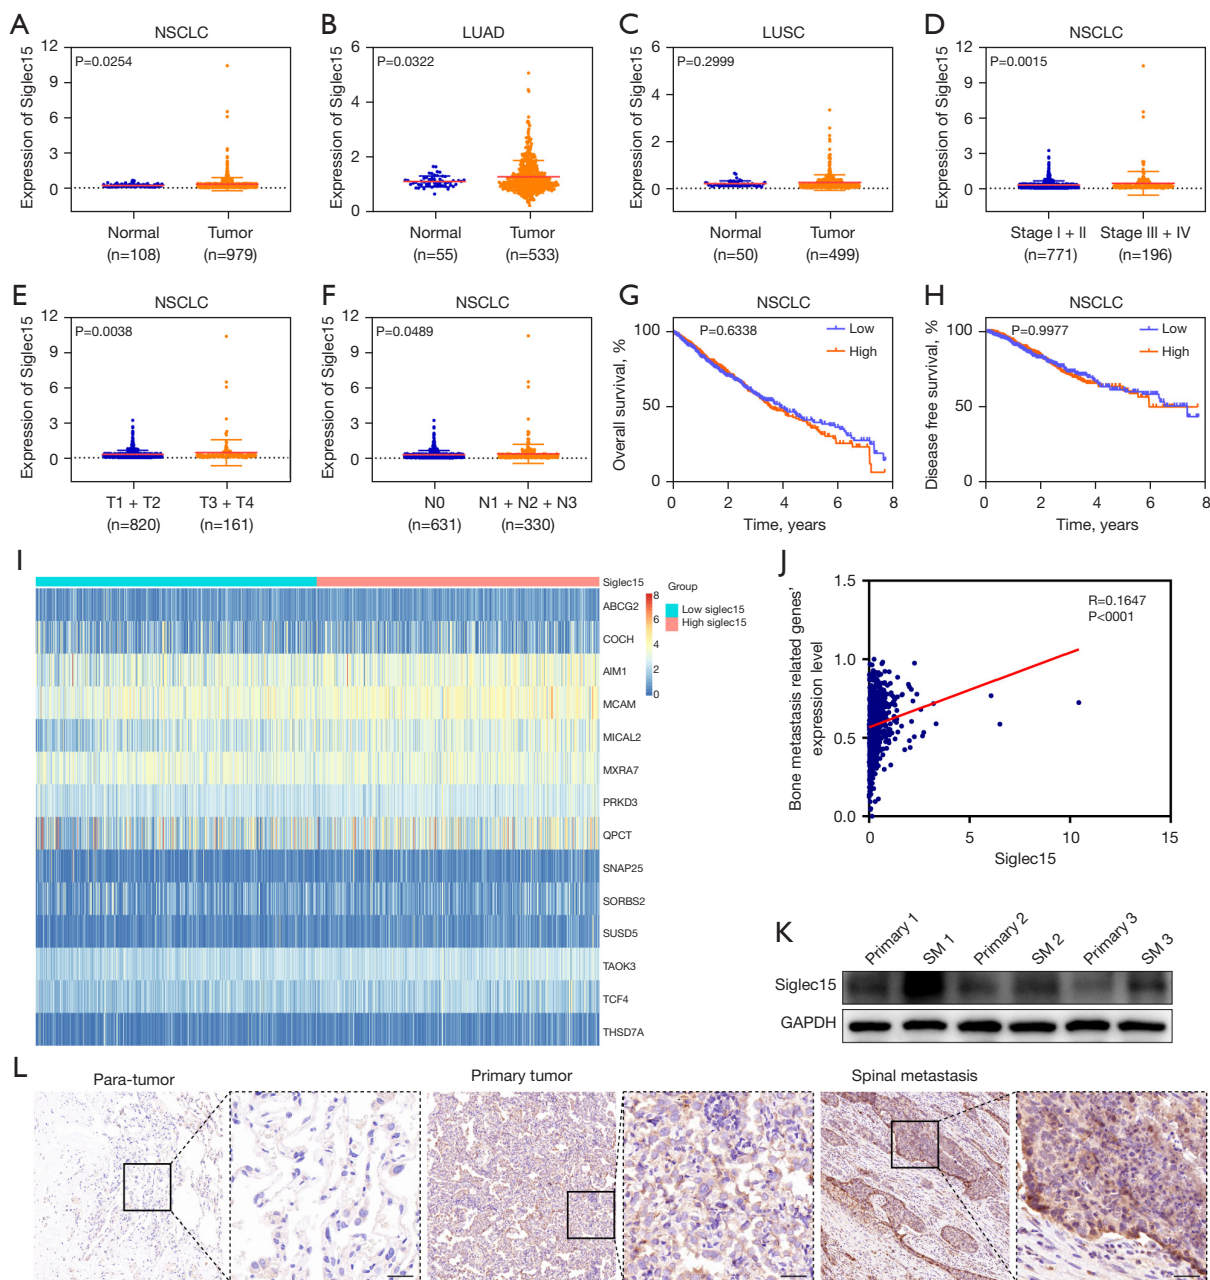 A
NSCLC
P=0.0254
Expression of Siglec15
12
9
6
3
0
Normal
(n=108)
Tumor
(n=979)
B
LUAD
P=0.0322
Expression of Siglec15
6
4
2
0
Normal
(n=55)
Tumor
(n=533)
C
LUSC
P=0.2999
Expression of Siglec15
6
4
2
0
Normal
(n=50)
Tumor
(n=499)
D
NSCLC
P=0.0015
Expression of Siglec15
12
9
6
3
0
Stage I + II
(n=771)
Stage III + IV
(n=196)
E
NSCLC
P=0.0038
Expression of Siglec15
12
9
6
3
0
T1 + T2
(n=820)
T3 + T4
(n=161)
F
NSCLC
P=0.0489
Expression of Siglec15
12
9
6
3
0
N0
(n=631)
N1 + N2 + N3
(n=330)
G
NSCLC
P=0.6338
Low
High
Overall survival, %
100
50
0
0 2 4 6 8
Time, years
H
NSCLC
P=0.9977
Low
High
Disease free survival, %
100
50
0
0 2 4 6 8
Time, years
I
Siglec15
ABCG2
COCH
AIM1
MCAM
MICAL2
MXRA7
PRKD3
QPCT
SNAP25
SORBS2
SUSD5
TAOK3
TCF4
THSD7A
Group
Low siglec15
High siglec15
8
6
4
2
0
J
R=0.1647
P<0001
Bone metastasis related genes'
expression level
1.5
1.0
0.5
0.0
0 5 10 15
Siglec15
K
Primary 1
SM 1
Primary 2
SM 2
Primary 3
SM 3
Siglec15
GAPDH
L
Para-tumor
Primary tumor
Spinal metastasis